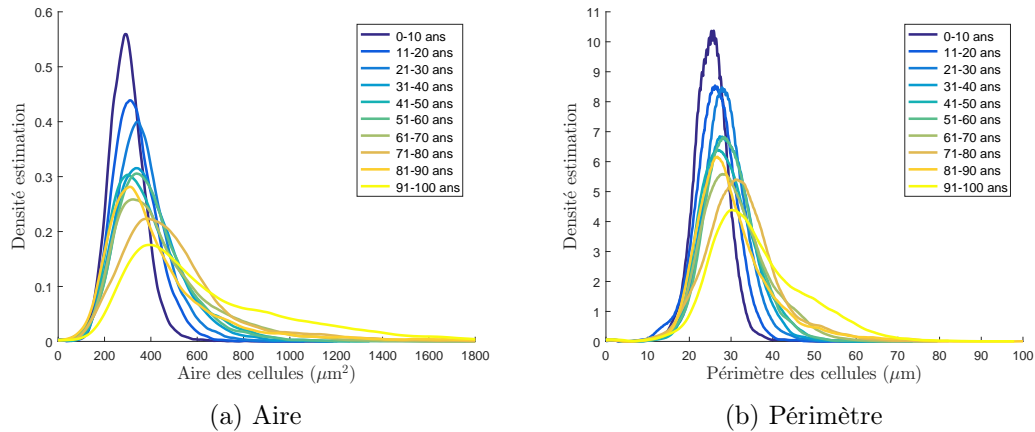 0.6
0.5
0.4
0.3
0.2
0.1
0
Densité estimation
0 200 400 600 800 1000 1200 1400 1600 1800
Aire des cellules (μm²)
0-10 ans
11-20 ans
21-30 ans
31-40 ans
41-50 ans
51-60 ans
61-70 ans
71-80 ans
81-90 ans
91-100 ans
(a) Aire
11
10
9
8
7
6
5
4
3
2
1
0
Densité estimation
0 10 20 30 40 50 60 70 80 90 100
Périmètre des cellules (μm)
0-10 ans
11-20 ans
21-30 ans
31-40 ans
41-50 ans
51-60 ans
61-70 ans
71-80 ans
81-90 ans
91-100 ans
(b) Périmètre